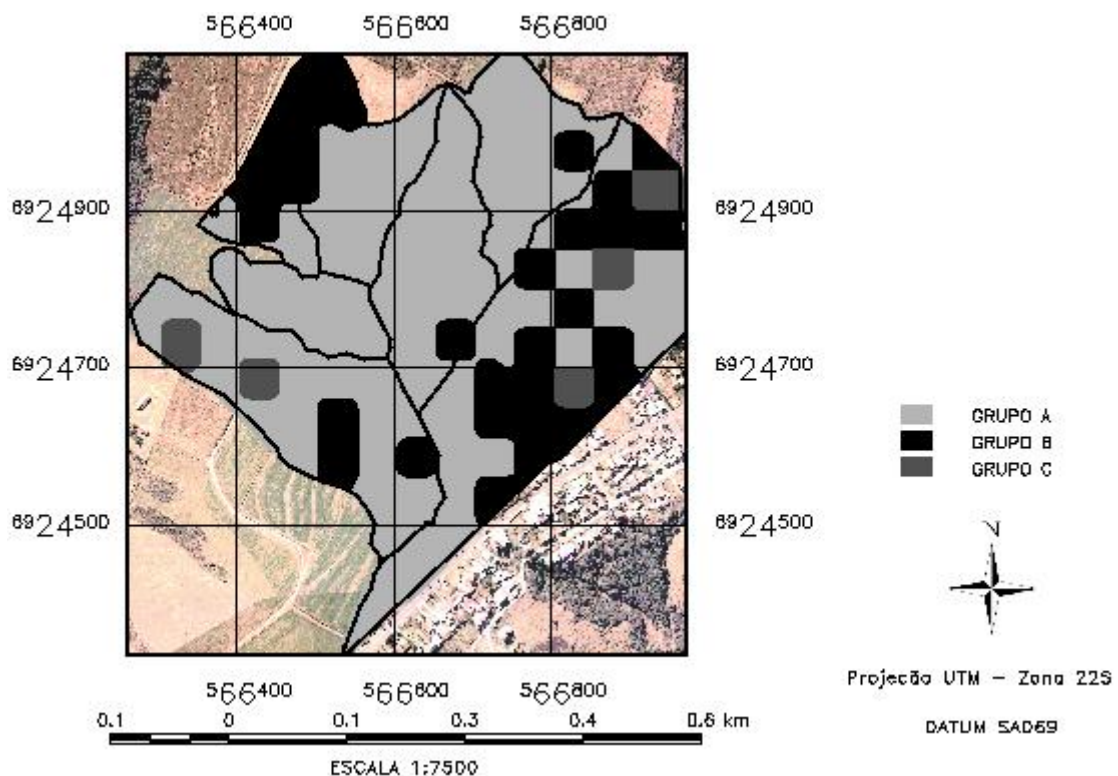 566400 566600 566800
6924900 6924900
6924700 6924700
GRUPO A
GRUPO B
GRUPO C
6924500 6924500
N
566400 566600 566800
Projecão UTM – Zona 22S
0.1 0 0.1 0.3 0.4 0.6 km
DATUM SAD69
ESCALA 1:7500